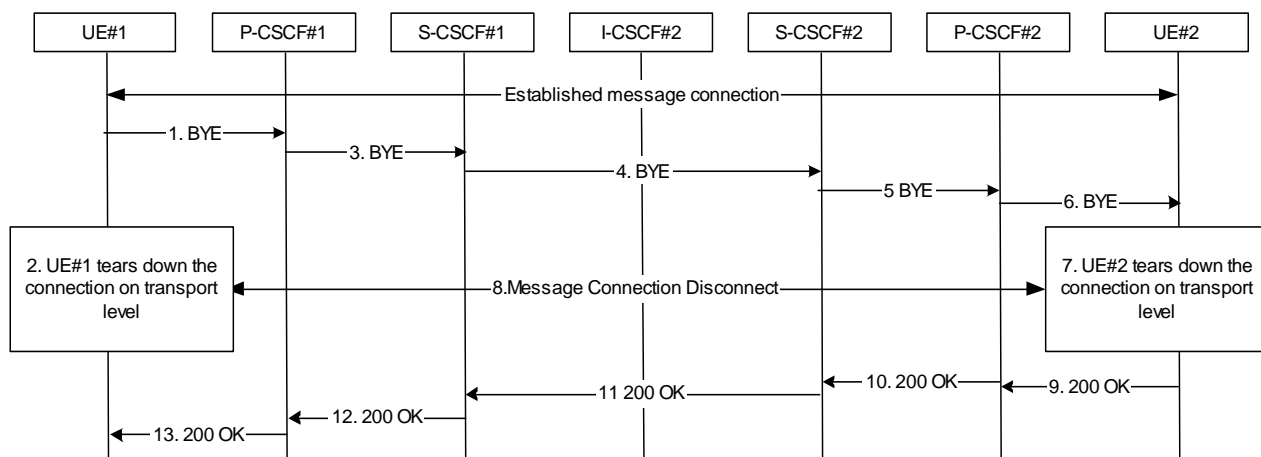 UE#1
P-CSCF#1
S-CSCF#1
I-CSCF#2
S-CSCF#2
P-CSCF#2
UE#2
Established message connection
1. BYE
3. BYE
4. BYE
5 BYE
6. BYE
2. UE#1 tears down the
connection on transport
level
8.Message Connection Disconnect
7. UE#2 tears down the
connection on transport
level
9. 200 OK
10. 200 OK
11 200 OK
12. 200 OK
13. 200 OK